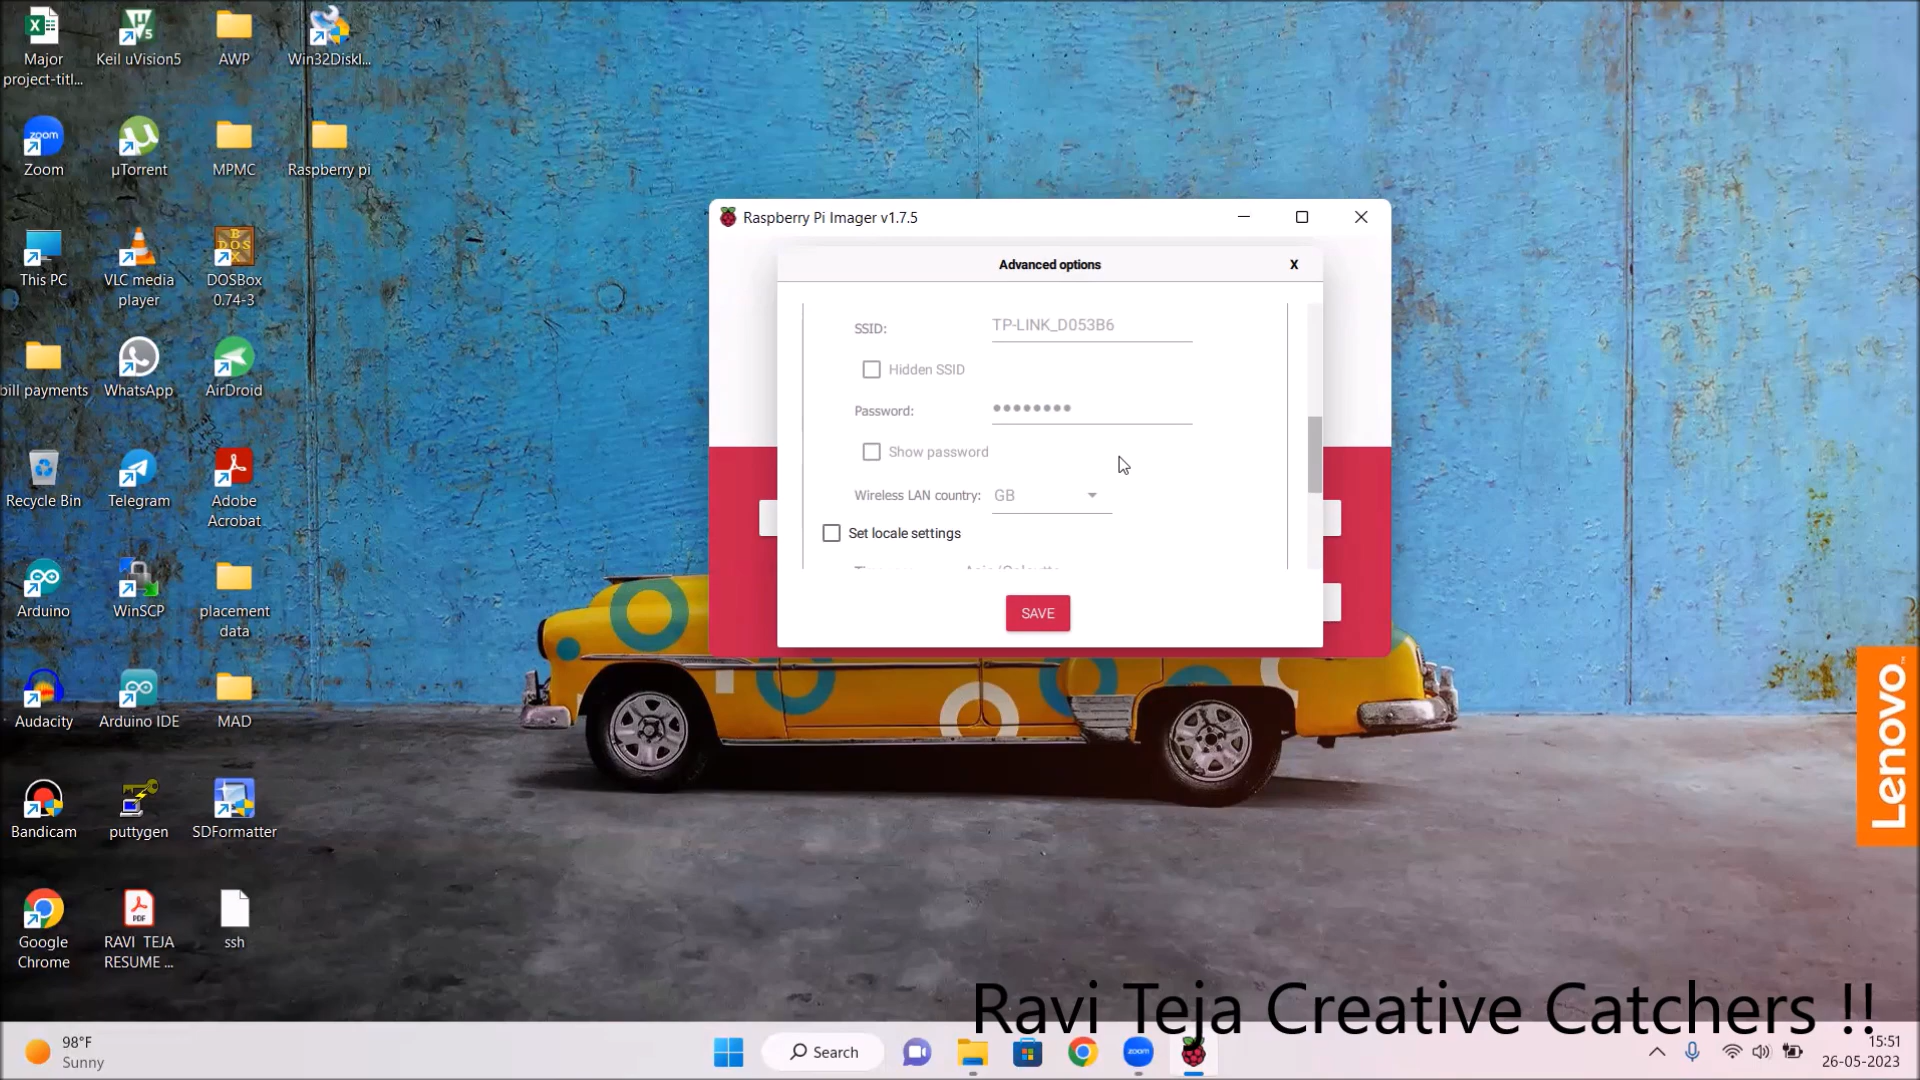 Major
project-titl...
Keil uVision5
AWP
Win32DiskI...
zoom
Zoom
µTorrent
MPMC
Raspberry pi
This PC
VLC media
player
DOSBox
0.74-3
bill payments
WhatsApp
AirDroid
Recycle Bin
Telegram
Adobe
Acrobat
Arduino
WinSCP
placement
data
Audacity
Arduino IDE
MAD
Bandicam
puttygen
SDFormatter
Google
Chrome
PDF
RAVI TEJA
RESUME ...
ssh
Raspberry Pi Imager v1.7.5
Advanced options
X
SSID:
TP-LINK_D053B6
Hidden SSID
Password:
••••••••
Show password
Wireless LAN country:
GB
Set locale settings
SAVE
Lenovo
Ravi Teja Creative Catchers !!
98°F
Sunny
Search
zoom
15:51
26-05-2023